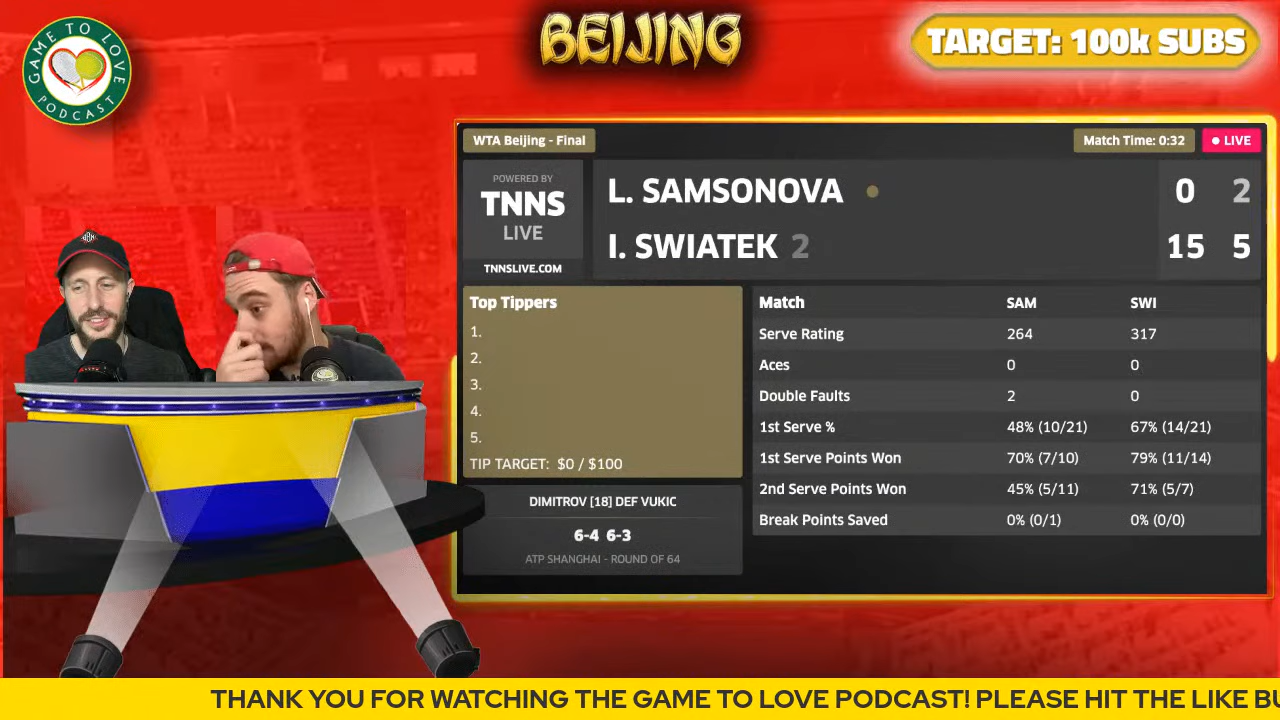 GAME TO LOVE
PODCAST
BEIJING
TARGET: 100k SUBS
WTA Beijing - Final
Match Time: 0:32
LIVE
POWERED BY
TNNS
LIVE
TNNSLIVE.COM
L. SAMSONOVA 0 2
I. SWIATEK 2 15 5
Top Tippers
1.
2.
3.
4.
5.
TIP TARGET: $0 / $100
DIMITROV [18] DEF VUKIC
6-4 6-3
ATP SHANGHAI - ROUND OF 64
Match SAM SWI
Serve Rating 264 317
Aces 0 0
Double Faults 2 0
1st Serve % 48% (10/21) 67% (14/21)
1st Serve Points Won 70% (7/10) 79% (11/14)
2nd Serve Points Won 45% (5/11) 71% (5/7)
Break Points Saved 0% (0/1) 0% (0/0)
THANK YOU FOR WATCHING THE GAME TO LOVE PODCAST! PLEASE HIT THE LIKE BU